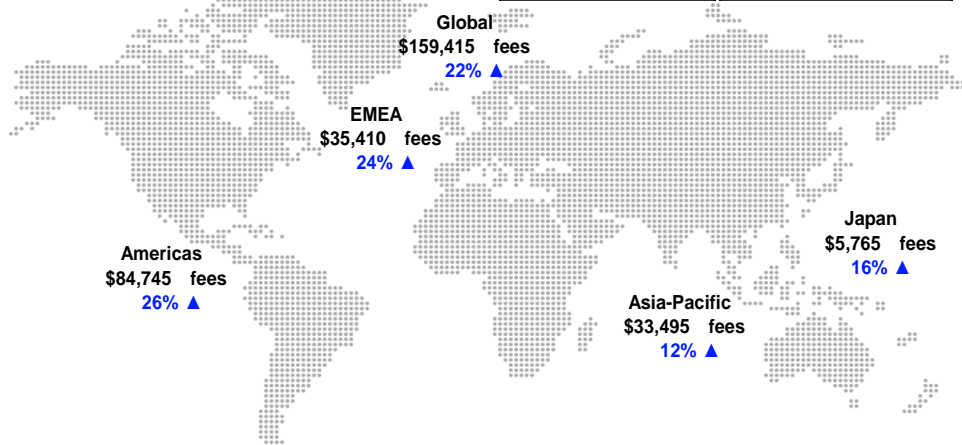 Global
$159,415 fees
22% ▲
EMEA
$35,410 fees
24% ▲
Americas
$84,745 fees
26% ▲
Japan
$5,765 fees
16% ▲
Asia-Pacific
$33,495 fees
12% ▲